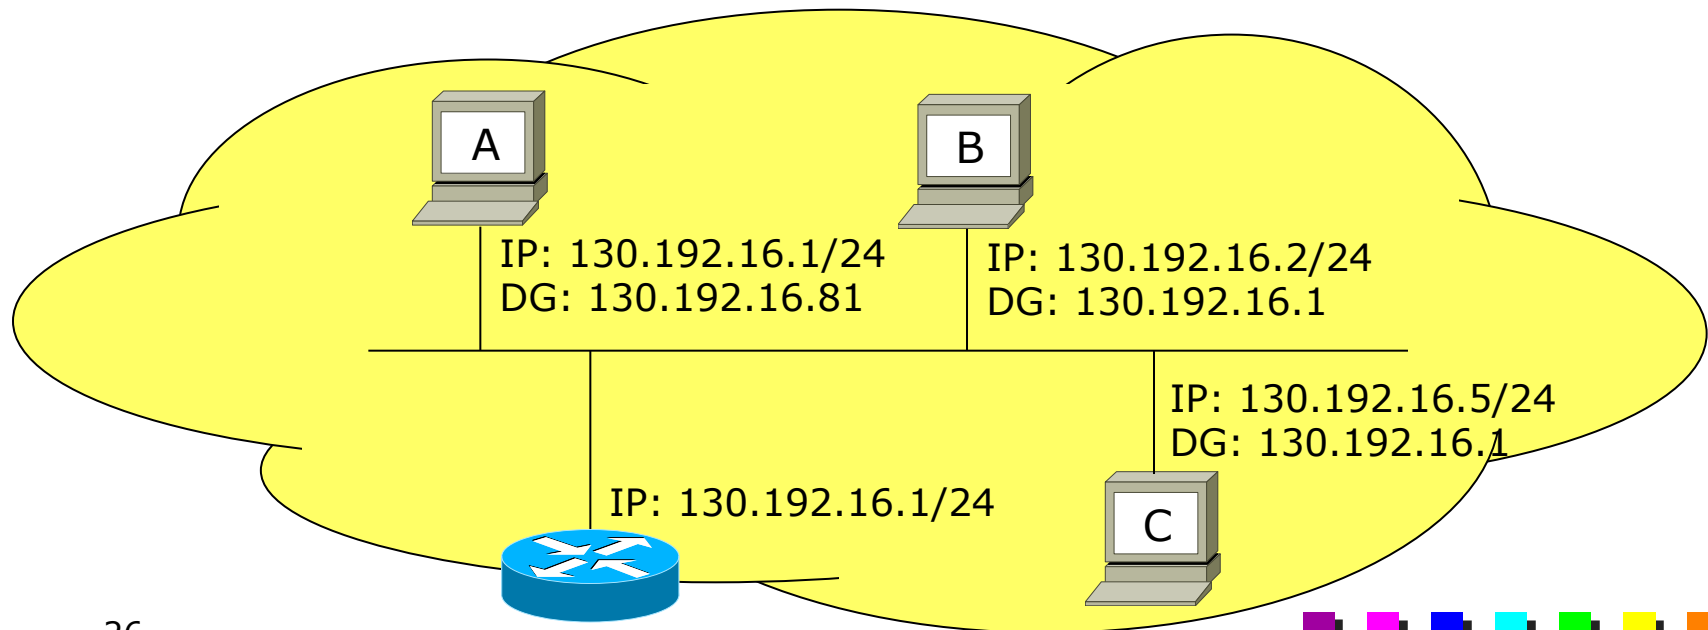 A
B
IP: 130.192.16.1/24
DG: 130.192.16.81
IP: 130.192.16.2/24
DG: 130.192.16.1
IP: 130.192.16.5/24
DG: 130.192.16.1
IP: 130.192.16.1/24
C